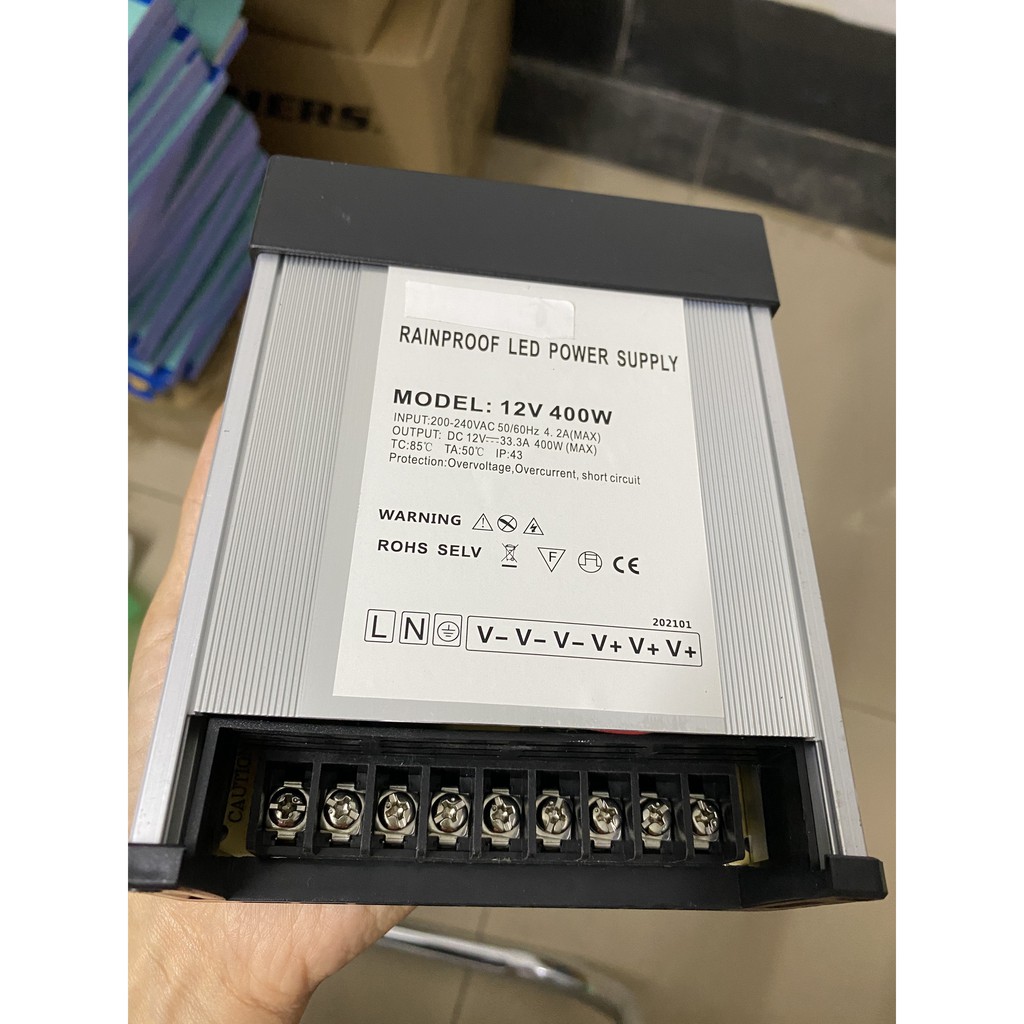 NERS.
RAINPROOF LED POWER SUPPLY
MODEL: 12V 400W
INPUT:200-240VAC 50/60Hz 4.2A(MAX)
OUTPUT: DC 12V⎓33.3A 400W (MAX)
TC:85℃ TA:50℃ IP:43
Protection:Overvoltage,Overcurrent, short circuit
WARNING
ROHS SELV F CE
202101
L N V- V- V- V+ V+ V+
CAUTION